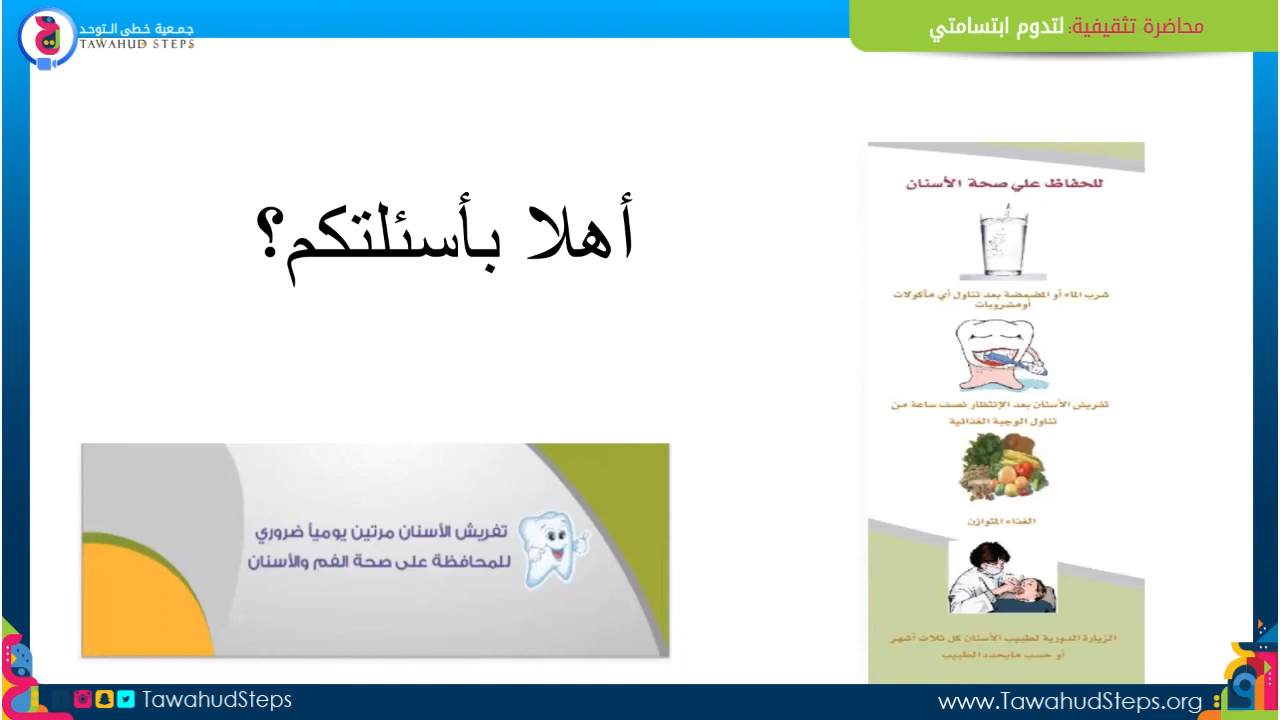 جـمـعية خطى الـتـوحـد
TAWAHUD STEPS
محاضرة تثقيفية: لتدوم ابتسامتي
أهلا بأسئلتكم؟
للحفاظ علي صحة الأسنان
شرب الماء أو المضمضة بعد تناول أي مأكولات
أومشروبات
تفريش الأسنان بعد الإنتظار نصف ساعة من
تناول الوجبة الغذائية
الغذاء المتوازن
الزيارة الدورية لطبيب الأسنان كل ثلاث أشهر
أو حسب مايحدد الطبيب
تفريش الأسنان مرتين يومياً ضروري
للمحافظة على صحة الفم والأسنان
TawahudSteps
www.TawahudSteps.org